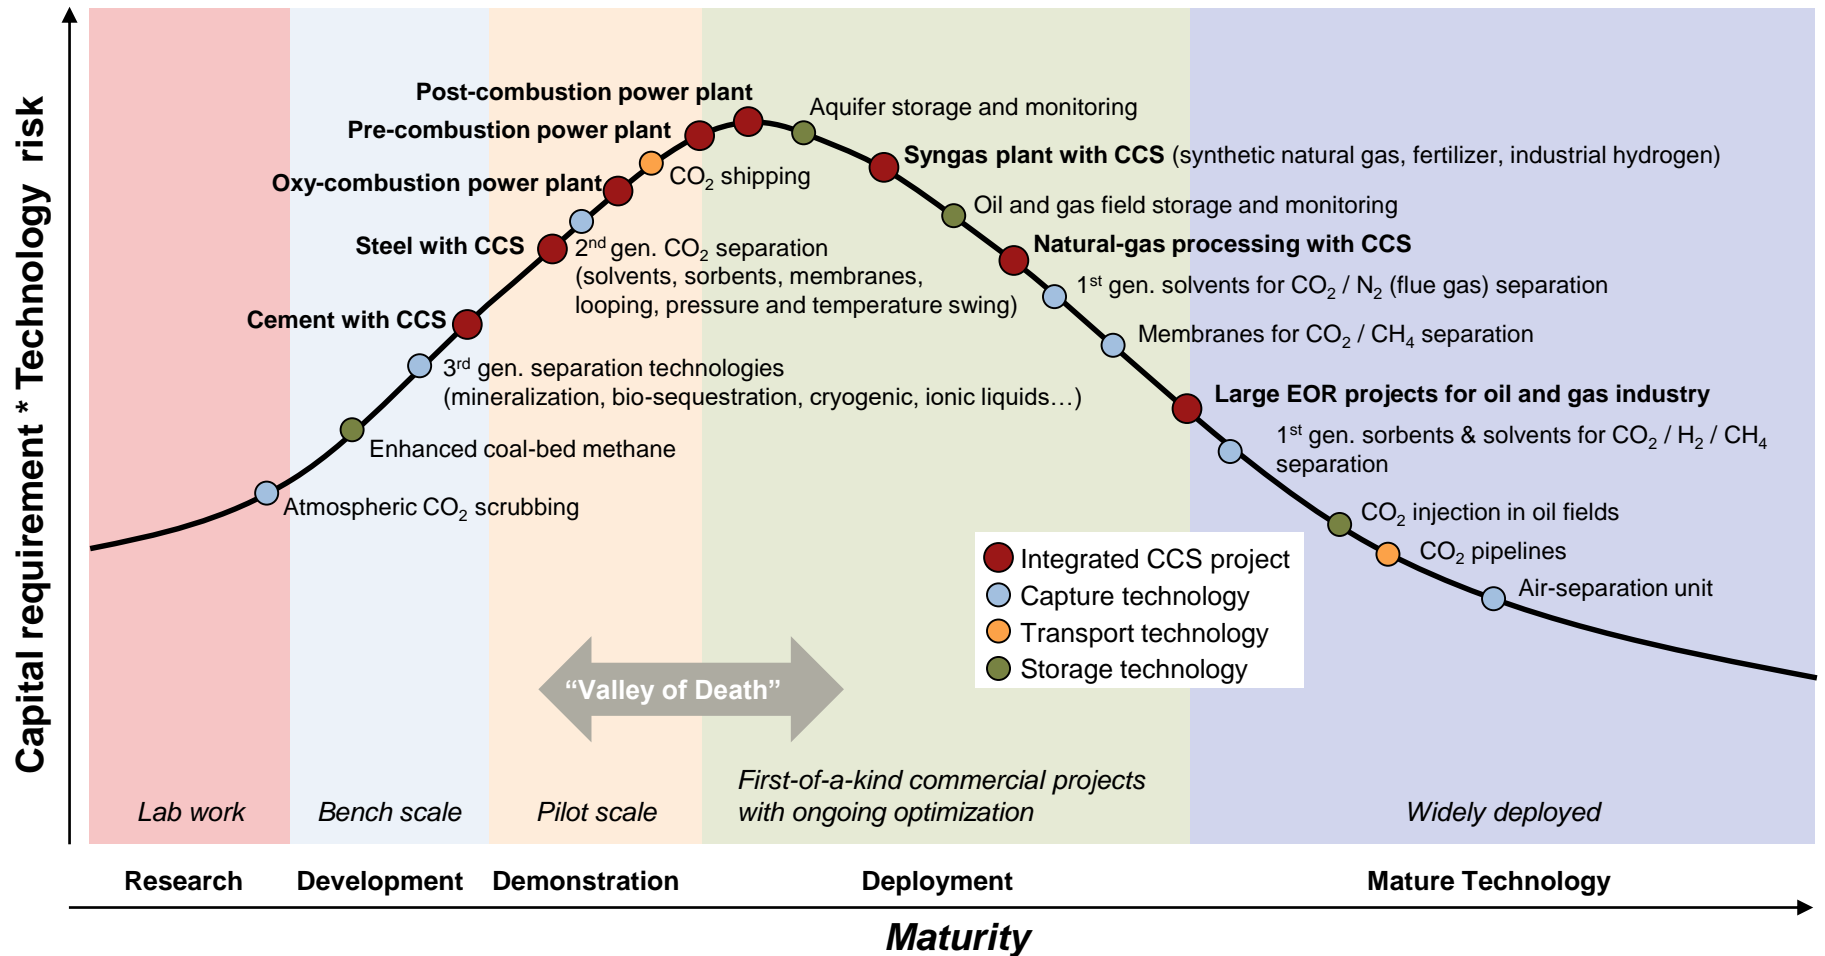 Capital requirement * Technology risk
Post-combustion power plant
Aquifer storage and monitoring
Pre-combustion power plant
Syngas plant with CCS (synthetic natural gas, fertilizer, industrial hydrogen)
Oxy-combustion power plant
CO₂ shipping
Oil and gas field storage and monitoring
Steel with CCS
2ⁿᵈ gen. CO₂ separation
(solvents, sorbents, membranes,
looping, pressure and temperature swing)
Natural-gas processing with CCS
1ˢᵗ gen. solvents for CO₂ / N₂ (flue gas) separation
Cement with CCS
Membranes for CO₂ / CH₄ separation
3ʳᵈ gen. separation technologies
(mineralization, bio-sequestration, cryogenic, ionic liquids…)
Large EOR projects for oil and gas industry
1ˢᵗ gen. sorbents & solvents for CO₂ / H₂ / CH₄
separation
Enhanced coal-bed methane
Atmospheric CO₂ scrubbing
CO₂ injection in oil fields
CO₂ pipelines
Air-separation unit
Integrated CCS project
Capture technology
Transport technology
Storage technology
“Valley of Death”
Lab work
Bench scale
Pilot scale
First-of-a-kind commercial projects
with ongoing optimization
Widely deployed
Research
Development
Demonstration
Deployment
Mature Technology
Maturity